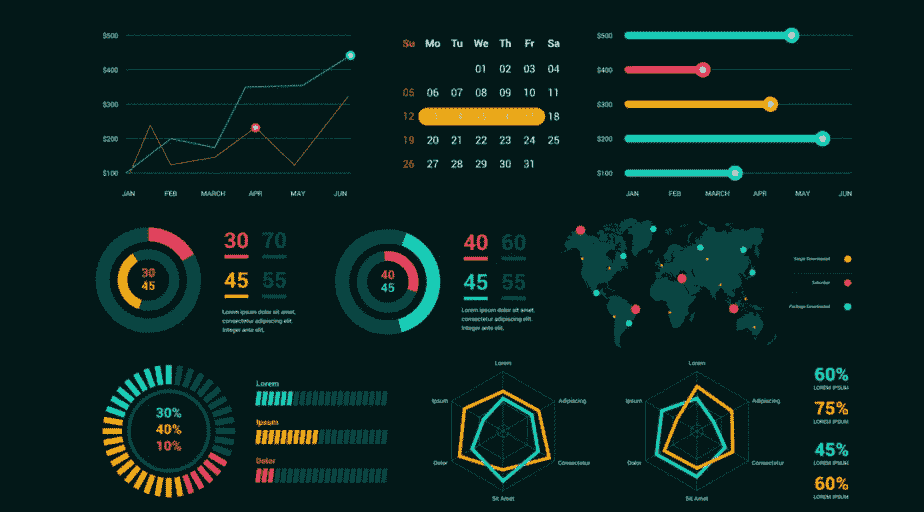 $500
$400
$300
$200
$100
JAN FEB MARCH APR MAY JUN
Su Mo Tu We Th Fr Sa
01 02 03 04
05 06 07 08 09 10 11
12 18
19 20 21 22 23 24 25
26 27 28 29 30 31
$500
$400
$300
$200
$100
JAN FEB MARCH APR MAY JUN
30
45
30 70
45 55
Lorem ipsum dolor sit amet,
consectetur adipiscing elit.
Integer ante elit,
40
45
40 60
45 55
Lorem ipsum dolor sit amet,
consectetur adipiscing elit.
Integer ante elit,
Single Downloaded
Subscriber
Package Downloaded
30%
40%
10%
Lorem
Ipsum
Dolor
Lorem
Ipsum Adipiscing
Dolor Consectetur
Sit Amet
Lorem
Ipsum Adipiscing
Dolor Consectetur
Sit Amet
60%
LOREM IPSUM
75%
LOREM IPSUM
45%
LOREM IPSUM
60%
LOREM IPSUM